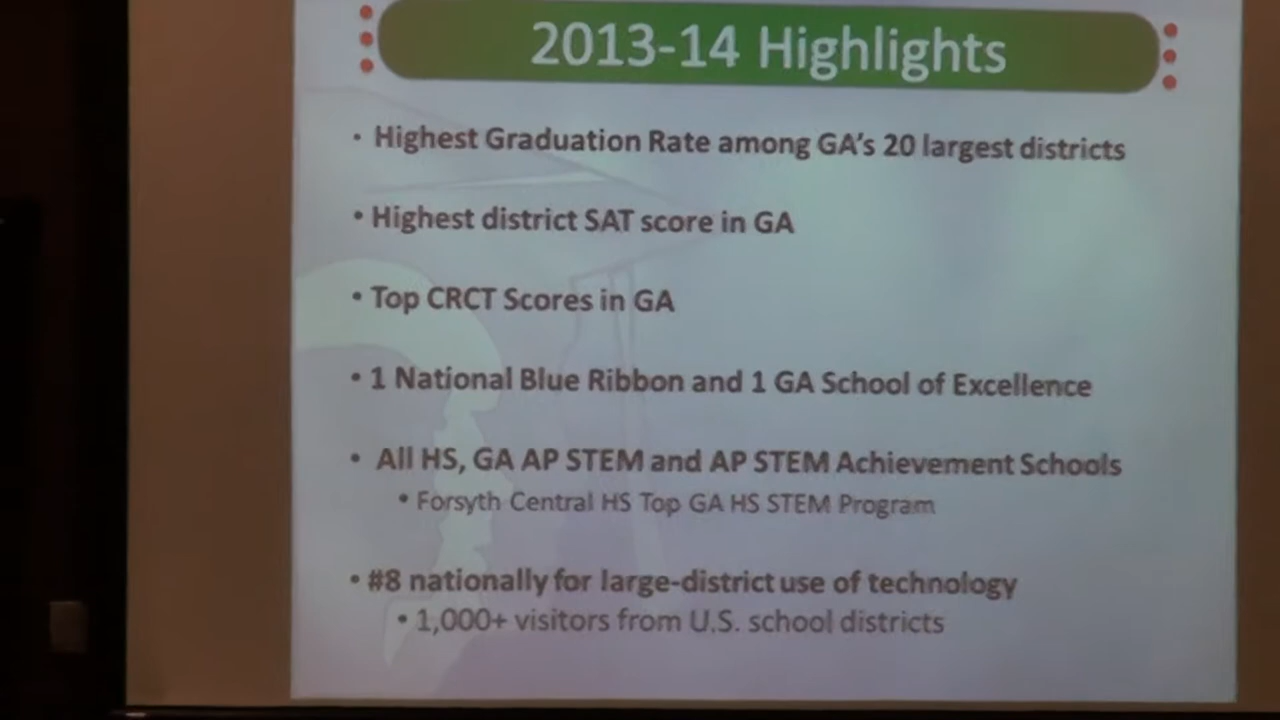 2013-14 Highlights
• Highest Graduation Rate among GA's 20 largest districts
• Highest district SAT score in GA
• Top CRCT Scores in GA
• 1 National Blue Ribbon and 1 GA School of Excellence
• All HS, GA AP STEM and AP STEM Achievement Schools
• Forsyth Central HS Top GA HS STEM Program
• #8 nationally for large-district use of technology
• 1,000+ visitors from U.S. school districts